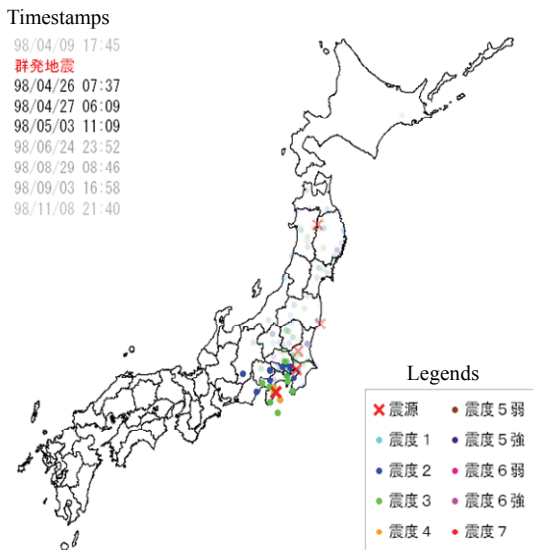 Timestamps
98/04/09 17:45
群発地震
98/04/26 07:37
98/04/27 06:09
98/05/03 11:09
98/06/24 23:52
98/08/29 08:46
98/09/03 16:58
98/11/08 21:40
Legends
震源
震度5弱
震度1
震度5強
震度2
震度6弱
震度3
震度6強
震度4
震度7